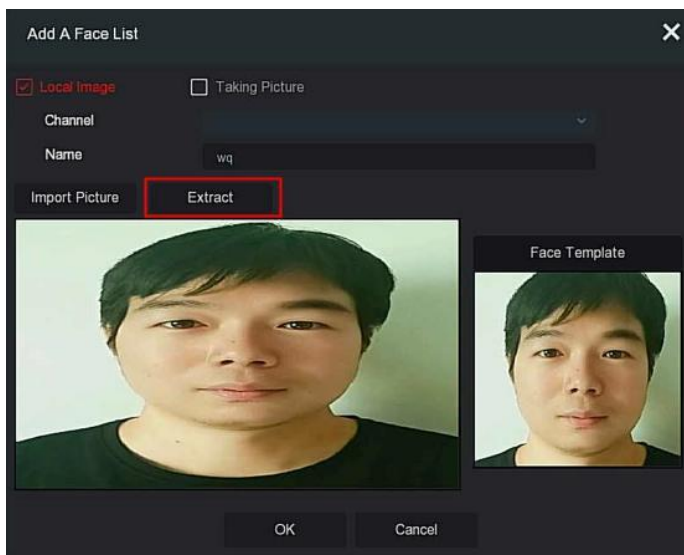 Add A Face List
Local Image Taking Picture
Channel
Name wq
Import Picture Extract
Face Template
OK Cancel